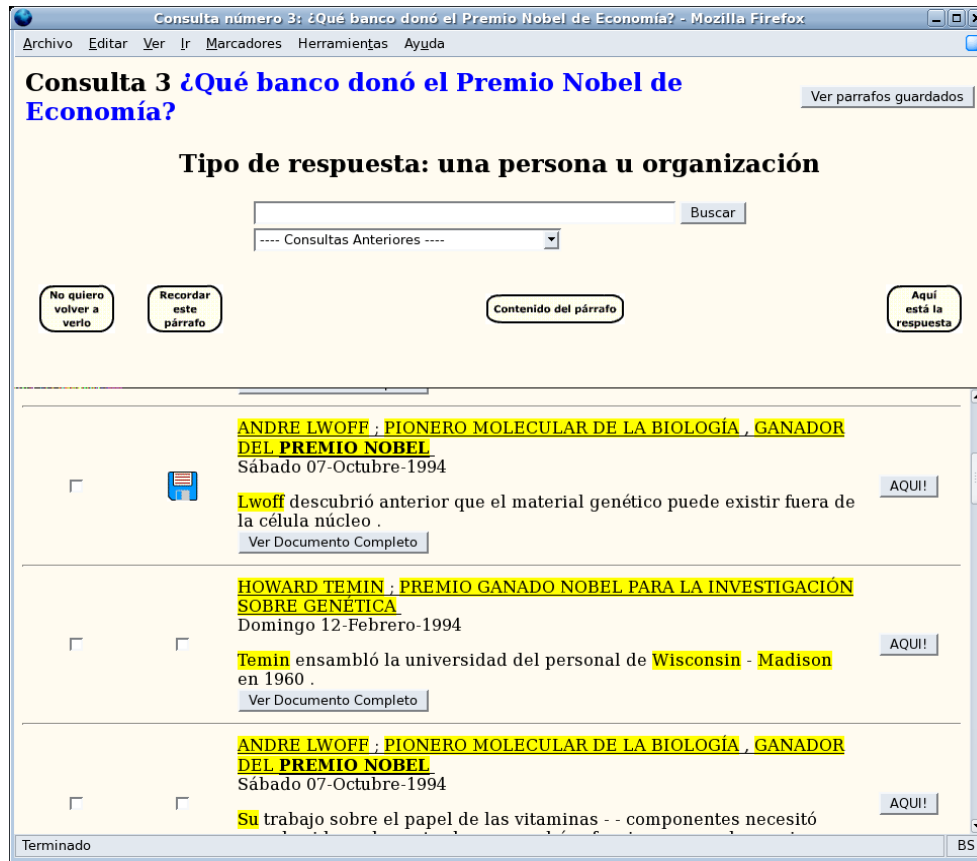 Consulta número 3: ¿Qué banco donó el Premio Nobel de Economía? - Mozilla Firefox
Archivo Editar Ver Ir Marcadores Herramientas Ayuda
Consulta 3 ¿Qué banco donó el Premio Nobel de
Economía?
Ver parrafos guardados
Tipo de respuesta: una persona u organización
Buscar
---- Consultas Anteriores ----
No quiero
volver a
verlo
Recordar
este
párrafo
Contenido del párrafo
Aquí
está la
respuesta
ANDRE LWOFF ; PIONERO MOLECULAR DE LA BIOLOGÍA , GANADOR
DEL PREMIO NOBEL
Sábado 07-Octubre-1994
Lwoff descubrió anterior que el material genético puede existir fuera de
la célula núcleo .
Ver Documento Completo
AQUI!
HOWARD TEMIN ; PREMIO GANADO NOBEL PARA LA INVESTIGACIÓN
SOBRE GENÉTICA
Domingo 12-Febrero-1994
Temin ensambló la universidad del personal de Wisconsin - Madison
en 1960 .
Ver Documento Completo
AQUI!
ANDRE LWOFF ; PIONERO MOLECULAR DE LA BIOLOGÍA , GANADOR
DEL PREMIO NOBEL
Sábado 07-Octubre-1994
Su trabajo sobre el papel de las vitaminas - - componentes necesitó
AQUI!
Terminado
BS